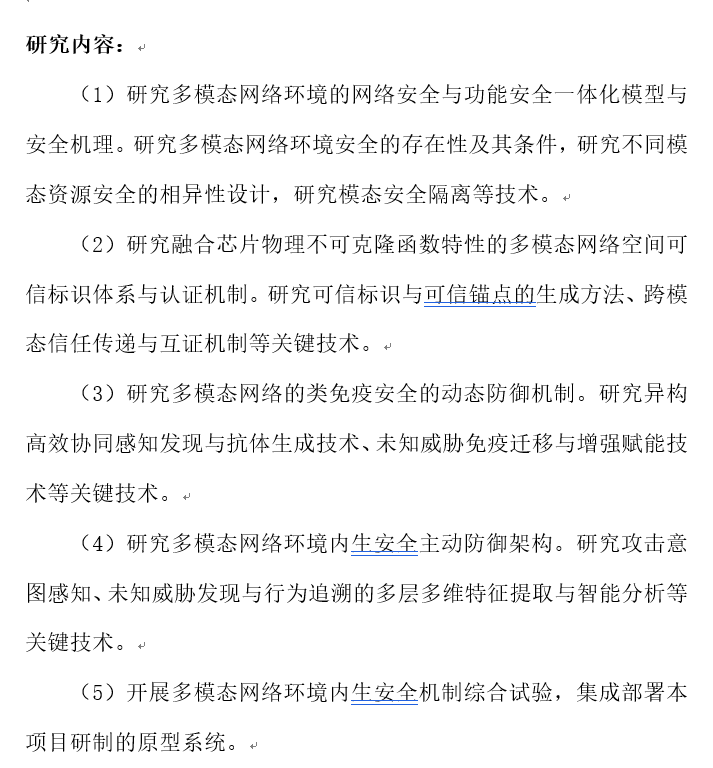 研究内容：
（1）研究多模态网络环境的网络安全与功能安全一体化模型与
安全机理。研究多模态网络环境安全的存在性及其条件，研究不同模
态资源安全的相异性设计，研究模态安全隔离等技术。
（2）研究融合芯片物理不可克隆函数特性的多模态网络空间可
信标识体系与认证机制。研究可信标识与可信锚点的生成方法、跨模
态信任传递与互证机制等关键技术。
（3）研究多模态网络的类免疫安全的动态防御机制。研究异构
高效协同感知发现与抗体生成技术、未知威胁免疫迁移与增强赋能技
术等关键技术。
（4）研究多模态网络环境内生安全主动防御架构。研究攻击意
图感知、未知威胁发现与行为追溯的多层多维特征提取与智能分析等
关键技术。
（5）开展多模态网络环境内生安全机制综合试验，集成部署本
项目研制的原型系统。